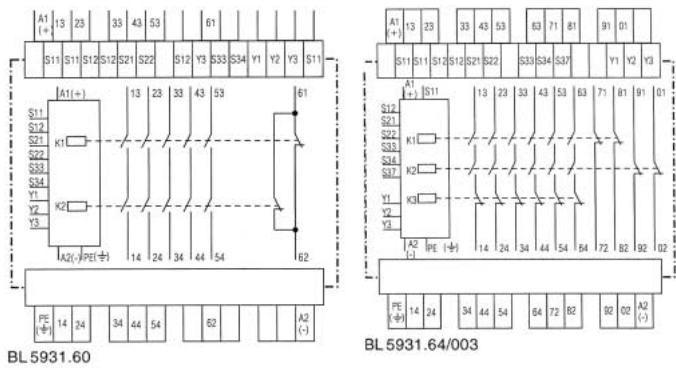 A1 (+) 13 23 33 43 53 61
S11 S11 S12 S12 S21 S22 S12 Y3 S33 S34 Y1 Y2 Y3 S11
A1(+) 13 23 33 43 53 61
S11
S12
S21
S22
S33
S34
Y1
Y2
Y3
K1
K2
A2(-) PE(⏚) 14 24 34 44 54 62
PE (⏚) 14 24 34 44 54 62 A2 (-)
BL 5931.60
A1 (+) 13 23 33 43 53 63 71 81 91 01
S11 S11 S12 S12 S21 S22 S33 S34 S37 Y1 Y2 Y3
A1 (+) S11 13 23 33 43 53 63 71 81 91 01
S12
S21
S22
S33
S34
S37
Y1
Y2
Y3
K1
K2
K3
A2 (-) PE (⏚) 14 24 34 44 54 64 72 82 92 02
PE (⏚) 14 24 34 44 54 64 72 82 92 02 A2 (-)
BL 5931.64/003